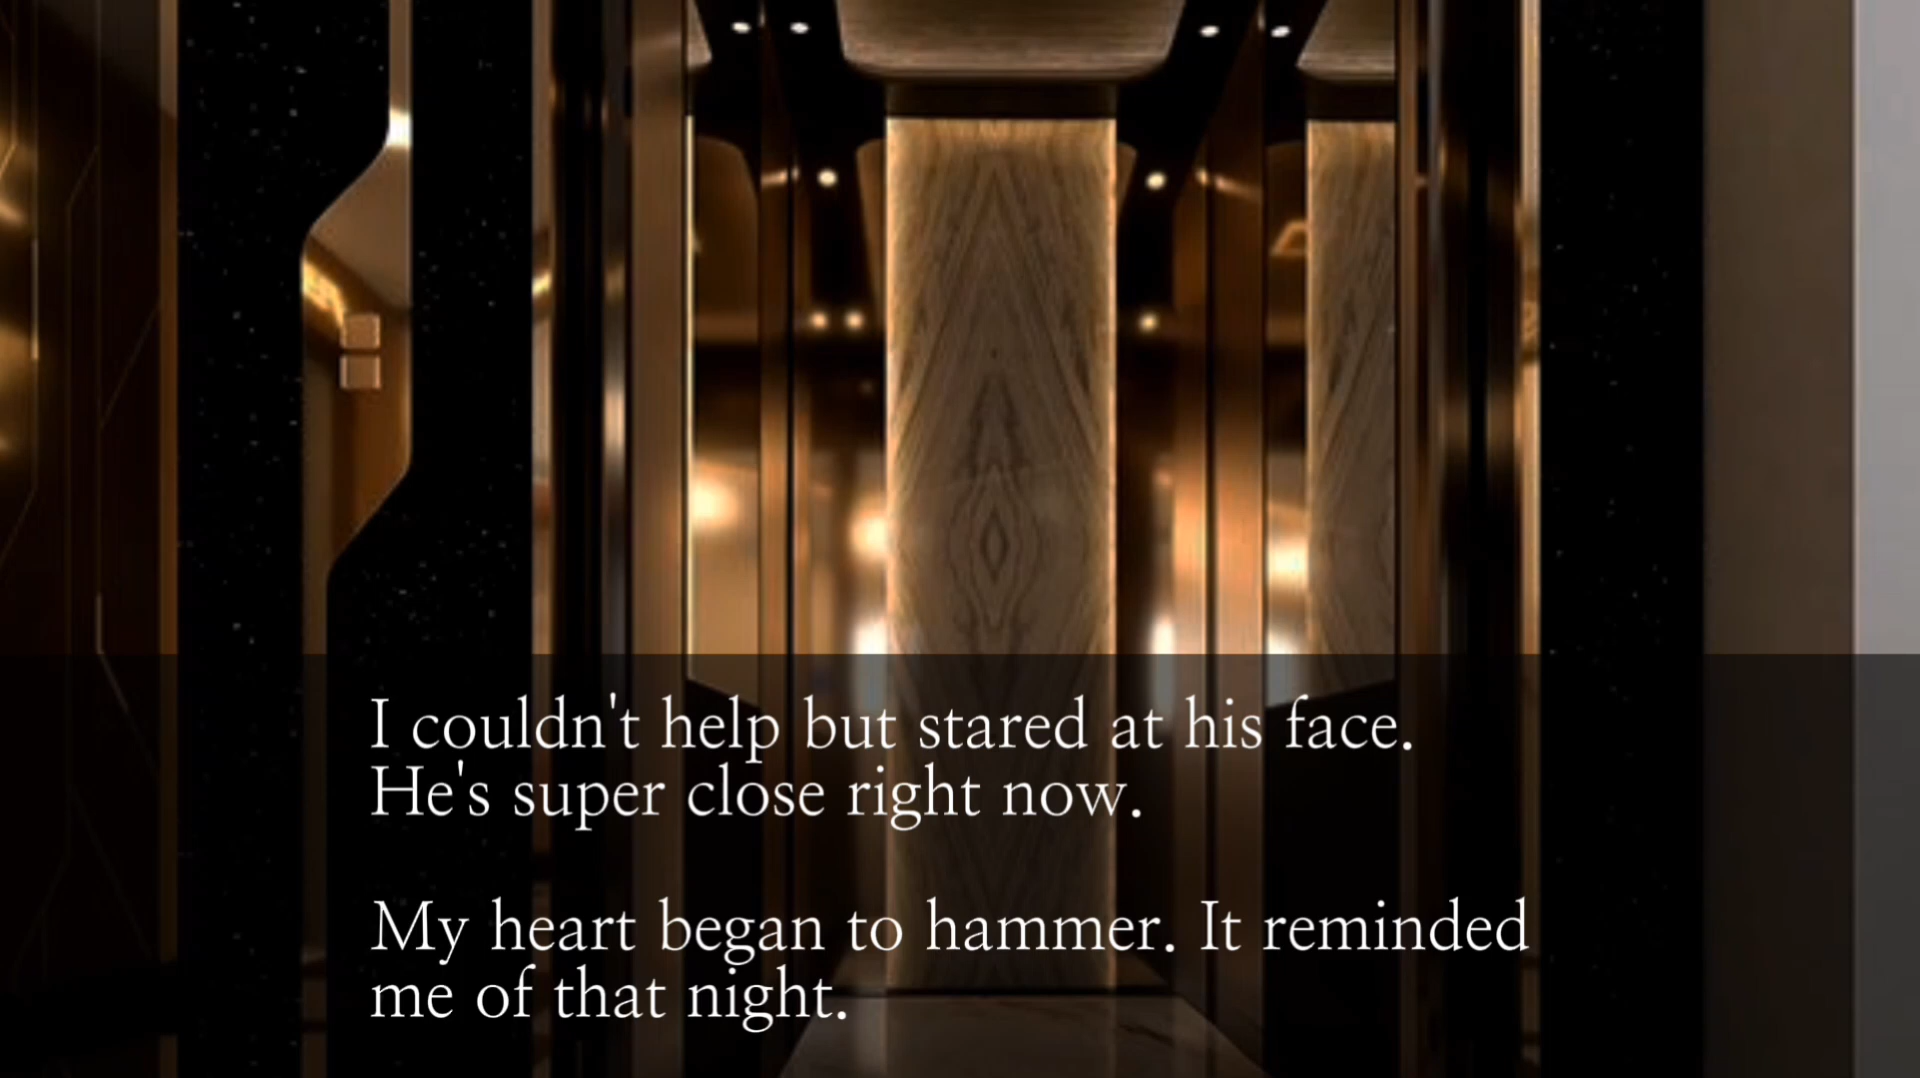 I couldn't help but stared at his face.
He's super close right now.
My heart began to hammer. It reminded
me of that night.